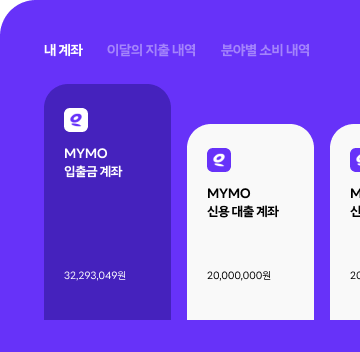 내 계좌 이달의 지출 내역 분야별 소비 내역
MYMO
입출금 계좌
32,293,049원
MYMO
신용 대출 계좌
20,000,000원
M
신
20